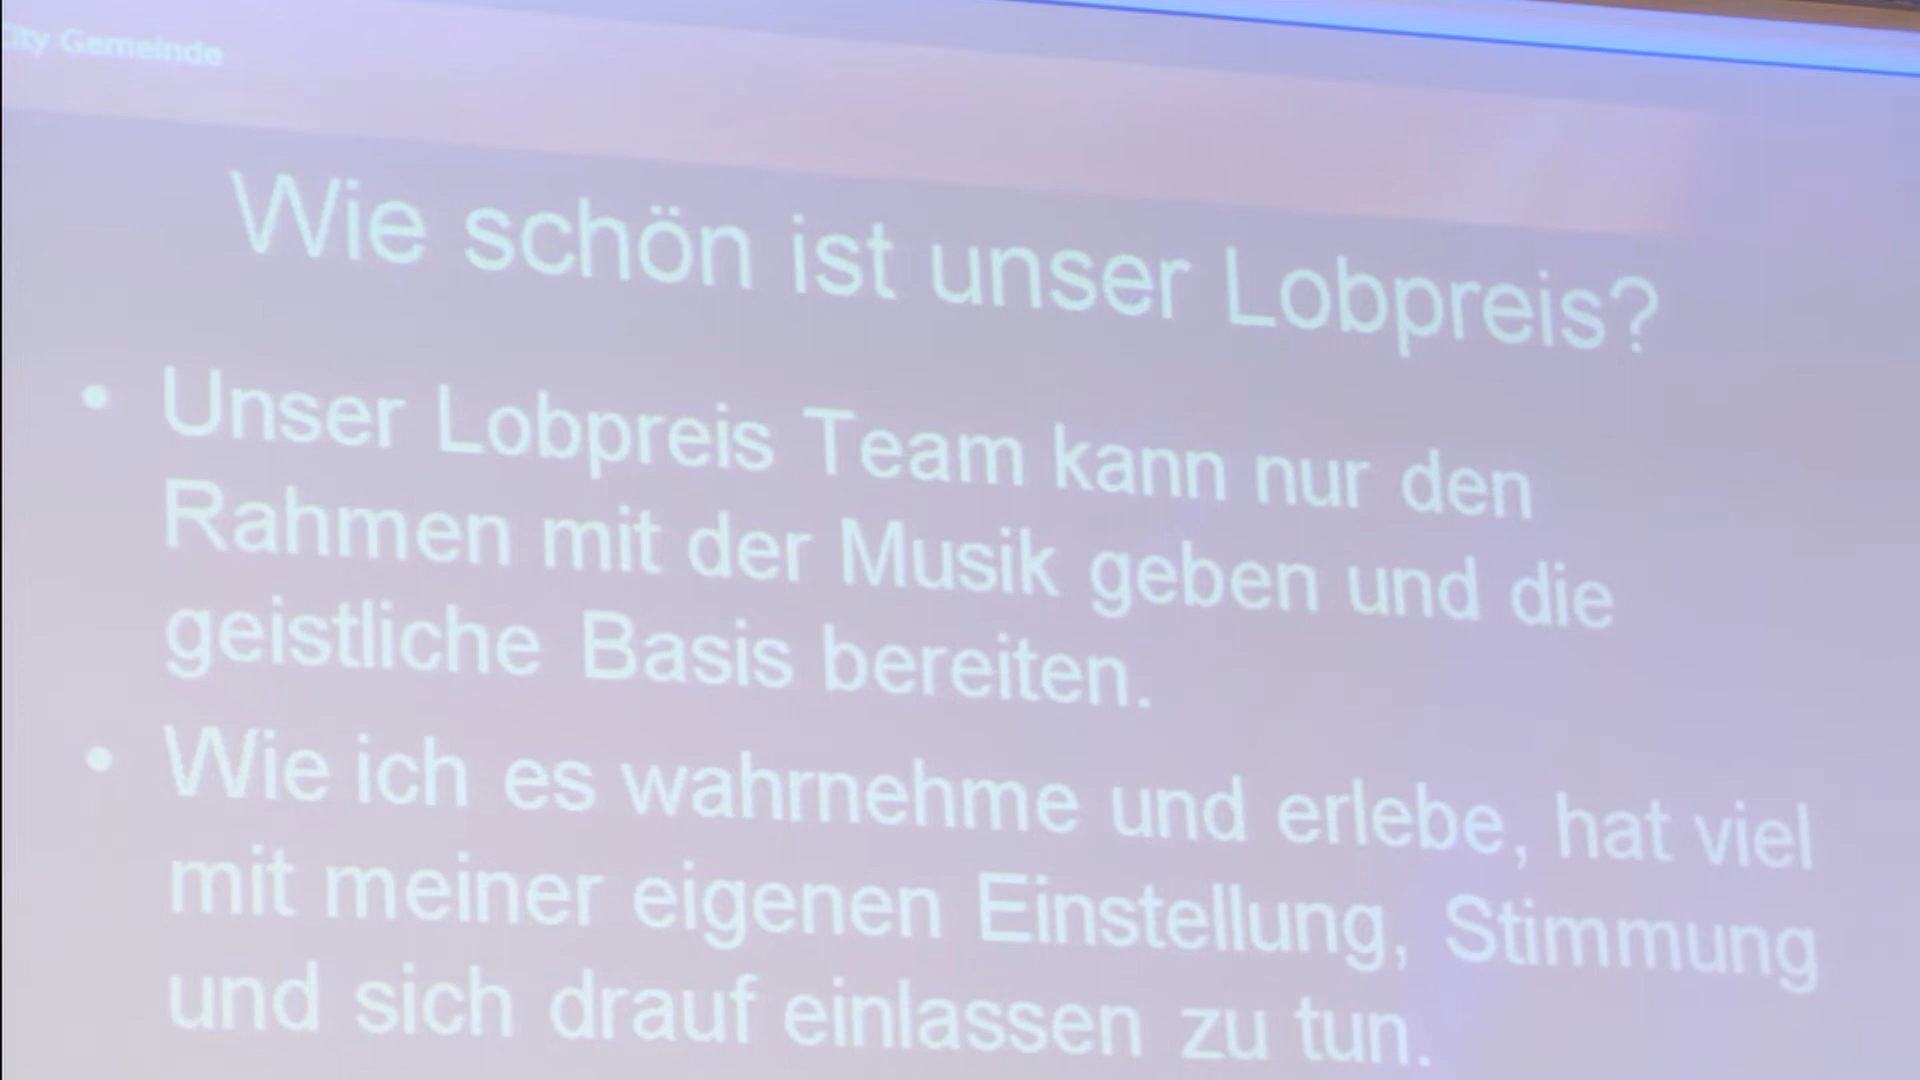 City Gemeinde
Wie schön ist unser Lobpreis?
• Unser Lobpreis Team kann nur den
Rahmen mit der Musik geben und die
geistliche Basis bereiten.
• Wie ich es wahrnehme und erlebe, hat viel
mit meiner eigenen Einstellung, Stimmung
und sich drauf einlassen zu tun.